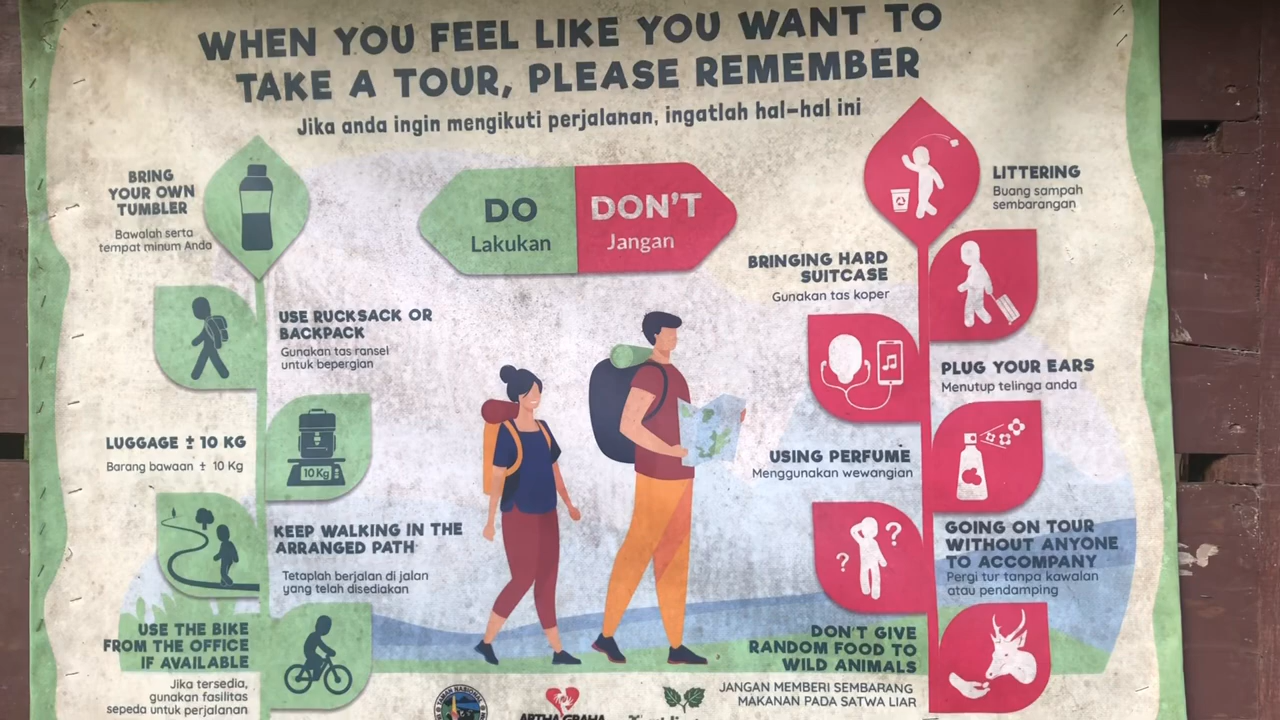 WHEN YOU FEEL LIKE YOU WANT TO
TAKE A TOUR, PLEASE REMEMBER
Jika anda ingin mengikuti perjalanan, ingatlah hal-hal ini
DO
Lakukan
DON'T
Jangan
BRING
YOUR OWN
TUMBLER
Bawalah serta
tempat minum Anda
USE RUCKSACK OR
BACKPACK
Gunakan tas ransel
untuk bepergian
LUGGAGE ± 10 KG
Barang bawaan ± 10 Kg
10Kg
KEEP WALKING IN THE
ARRANGED PATH
Tetaplah berjalan di jalan
yang telah disediakan
USE THE BIKE
FROM THE OFFICE
IF AVAILABLE
Jika tersedia,
gunakan fasilitas
sepeda untuk perjalanan
LITTERING
Buang sampah
sembarangan
BRINGING HARD
SUITCASE
Gunakan tas koper
PLUG YOUR EARS
Menutup telinga anda
USING PERFUME
Menggunakan wewangian
GOING ON TOUR
WITHOUT ANYONE
TO ACCOMPANY
Pergi tur tanpa kawalan
atau pendamping
DON'T GIVE
RANDOM FOOD TO
WILD ANIMALS
JANGAN MEMBERI SEMBARANG
MAKANAN PADA SATWA LIAR
TAMAN NASIONAL
ARTHA GRAHA